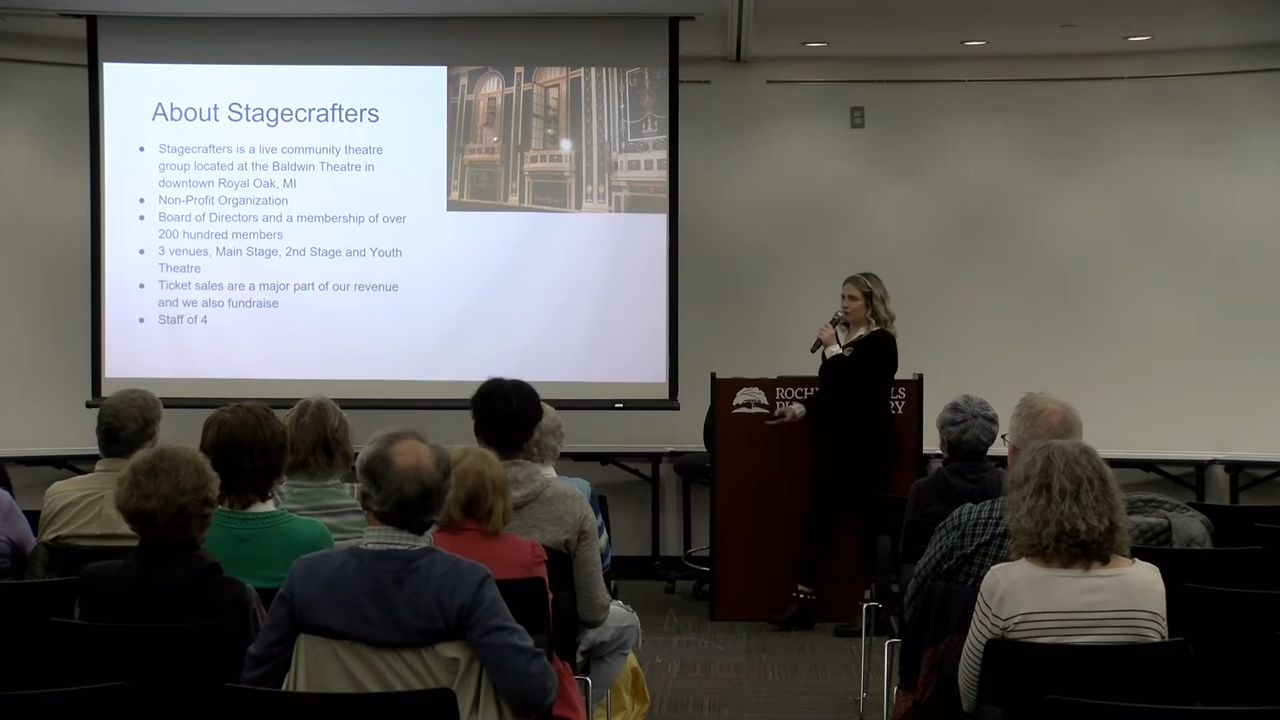 About Stagecrafters
● Stagecrafters is a live community theatre
group located at the Baldwin Theatre in
downtown Royal Oak, MI
● Non-Profit Organization
● Board of Directors and a membership of over
200 hundred members
● 3 venues, Main Stage, 2nd Stage and Youth
Theatre
● Ticket sales are a major part of our revenue
and we also fundraise
● Staff of 4